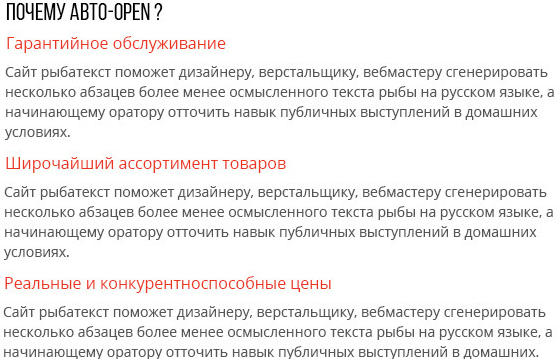 ПОЧЕМУ АВТО-OPEN ?
Гарантийное обслуживание
Сайт рыбатекст поможет дизайнеру, верстальщику, вебмастеру сгенерировать
несколько абзацев более менее осмысленного текста рыбы на русском языке, а
начинающему оратору отточить навык публичных выступлений в домашних
условиях.
Широчайший ассортимент товаров
Сайт рыбатекст поможет дизайнеру, верстальщику, вебмастеру сгенерировать
несколько абзацев более менее осмысленного текста рыбы на русском языке, а
начинающему оратору отточить навык публичных выступлений в домашних
условиях.
Реальные и конкурентноспособные цены
Сайт рыбатекст поможет дизайнеру, верстальщику, вебмастеру сгенерировать
несколько абзацев более менее осмысленного текста рыбы на русском языке, а
начинающему оратору отточить навык публичных выступлений в домашних.